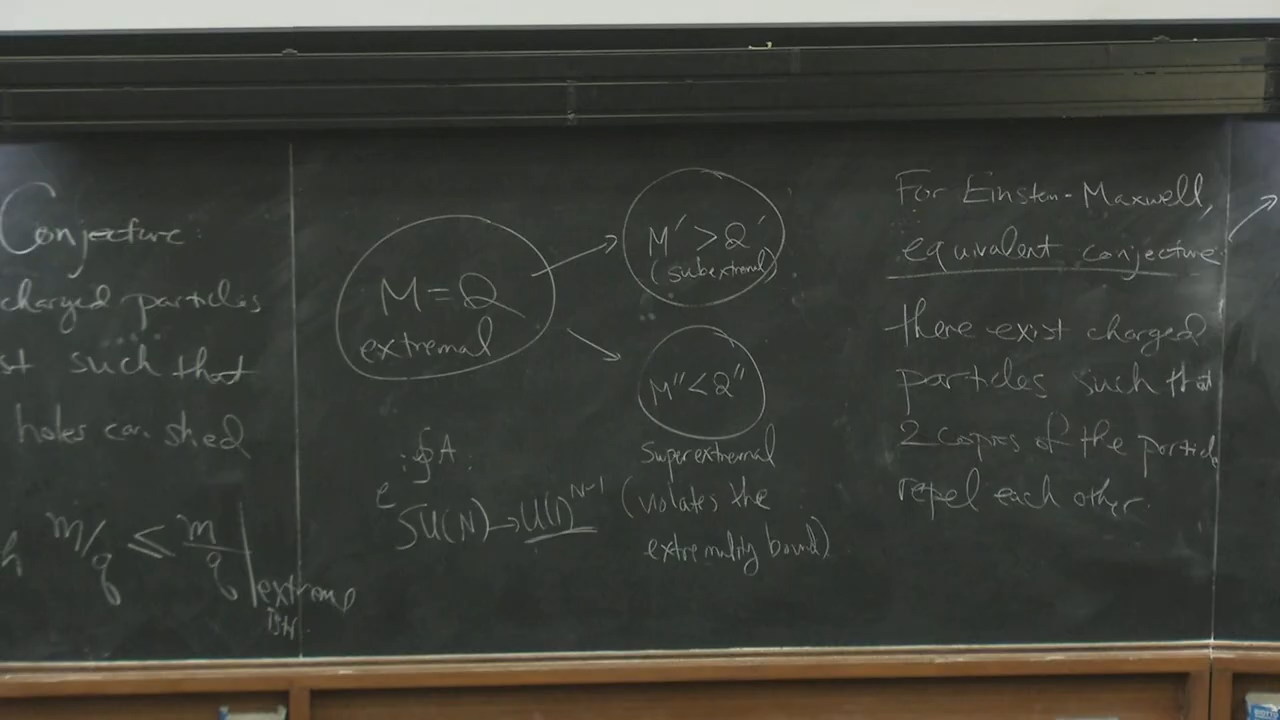 Conjecture:
charged particles
st such that
holes can shed
h m/q ≤ m/q | extremal
M = Q
extremal
M' > Q'
(subextremal)
M'' < Q''
Superextremal
(violates the
extremality bound)
e^{i∮A}
SU(N) → U(1)^{N-1}
For Einsten-Maxwell,
equivalent conjecture
there exist charged
particles such that
2 copies of the particle
repel each other.